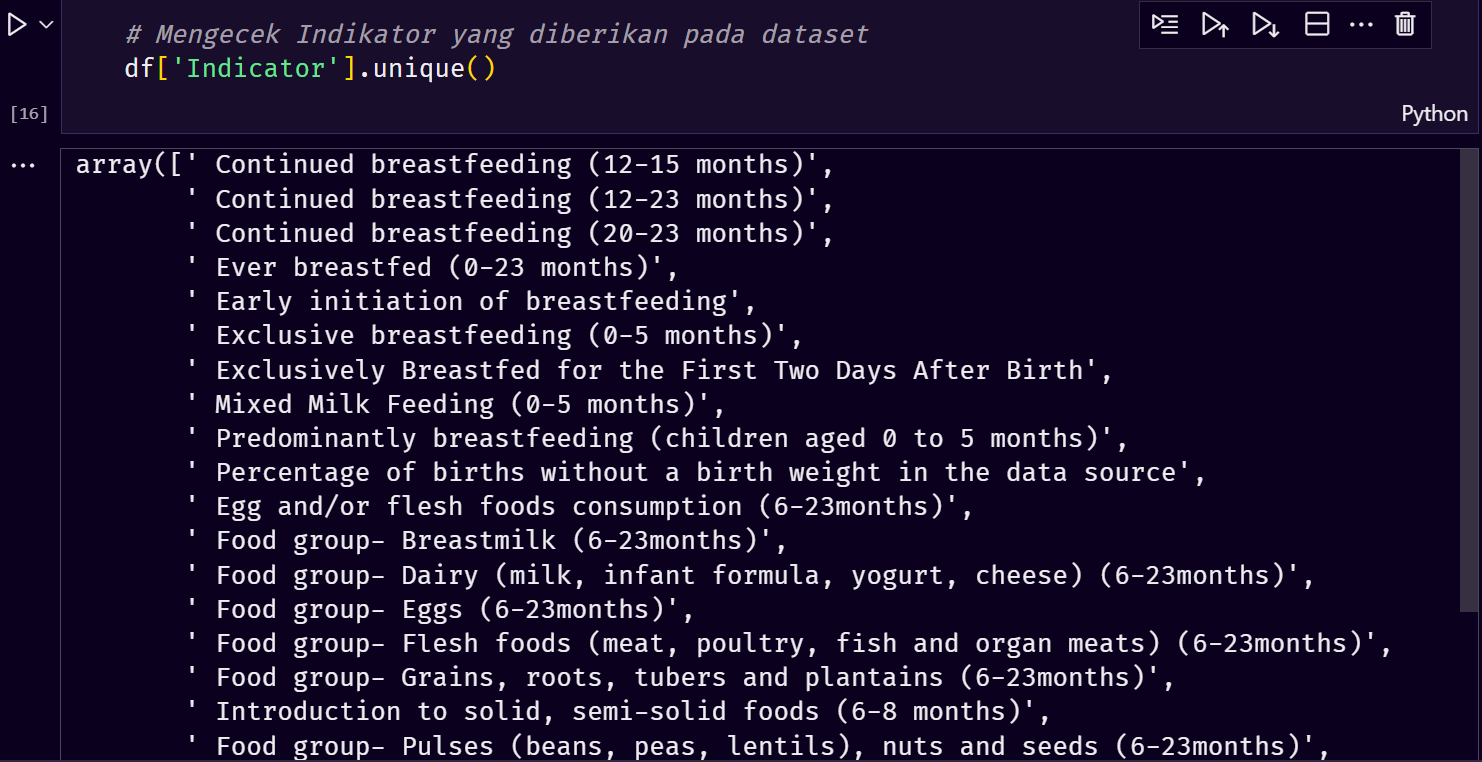 # Mengecek Indikator yang diberikan pada dataset
df['Indicator'].unique()
[16]
Python
array([' Continued breastfeeding (12-15 months)',
' Continued breastfeeding (12-23 months)',
' Continued breastfeeding (20-23 months)',
' Ever breastfed (0-23 months)',
' Early initiation of breastfeeding',
' Exclusive breastfeeding (0-5 months)',
' Exclusively Breastfed for the First Two Days After Birth',
' Mixed Milk Feeding (0-5 months)',
' Predominantly breastfeeding (children aged 0 to 5 months)',
' Percentage of births without a birth weight in the data source',
' Egg and/or flesh foods consumption (6-23months)',
' Food group- Breastmilk (6-23months)',
' Food group- Dairy (milk, infant formula, yogurt, cheese) (6-23months)',
' Food group- Eggs (6-23months)',
' Food group- Flesh foods (meat, poultry, fish and organ meats) (6-23months)',
' Food group- Grains, roots, tubers and plantains (6-23months)',
' Introduction to solid, semi-solid foods (6-8 months)',
' Food group- Pulses (beans, peas, lentils), nuts and seeds (6-23months)',